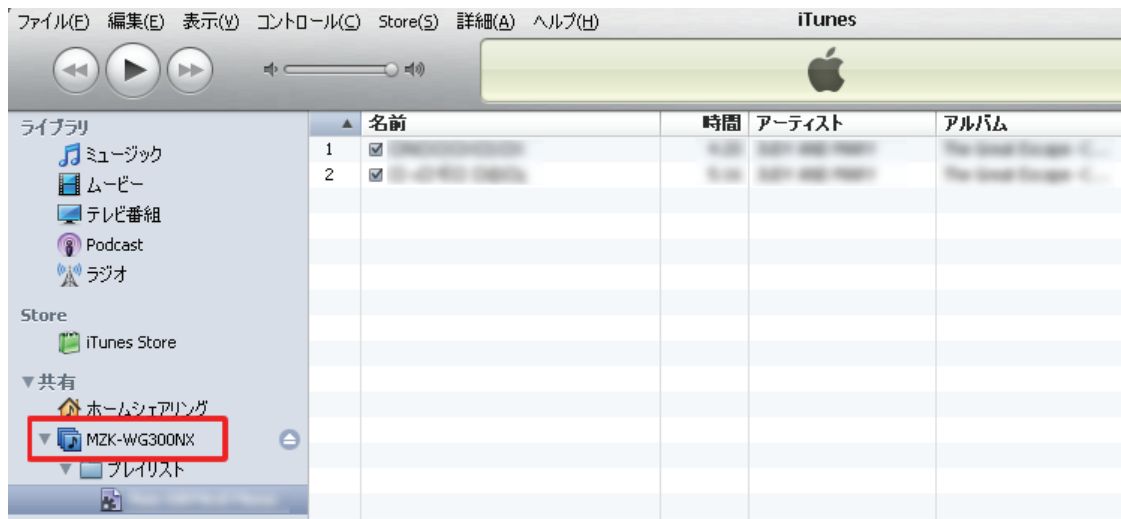 ファイル(F) 編集(E) 表示(V) コントロール(C) Store(S) 詳細(A) ヘルプ(H)
iTunes
ライブラリ
ミュージック
ムービー
テレビ番組
Podcast
ラジオ
Store
iTunes Store
共有
ホームシェアリング
MZK-WG300NX
プレイリスト
名前 時間 アーティスト アルバム
1
2